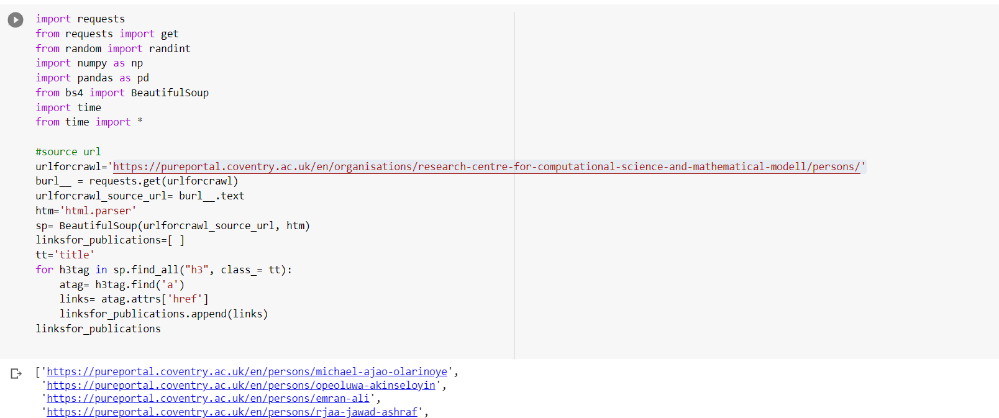 import requests
from requests import get
from random import randint
import numpy as np
import pandas as pd
from bs4 import BeautifulSoup
import time
from time import *
#source url
urlforcrawl='https://pureportal.coventry.ac.uk/en/organisations/research-centre-for-computational-science-and-mathematical-modell/persons/'
burl__ = requests.get(urlforcrawl)
urlforcrawl_source_url= burl__.text
htm='html.parser'
sp= BeautifulSoup(urlforcrawl_source_url, htm)
linksfor_publications=[ ]
tt='title'
for h3tag in sp.find_all("h3", class_= tt):
    atag= h3tag.find('a')
    links= atag.attrs['href']
    linksfor_publications.append(links)
linksfor_publications
['https://pureportal.coventry.ac.uk/en/persons/michael-ajao-olarinoye',
 'https://pureportal.coventry.ac.uk/en/persons/opeoluwa-akinseloyin',
 'https://pureportal.coventry.ac.uk/en/persons/emran-ali',
 'https://pureportal.coventry.ac.uk/en/persons/rjaa-jawad-ashraf',